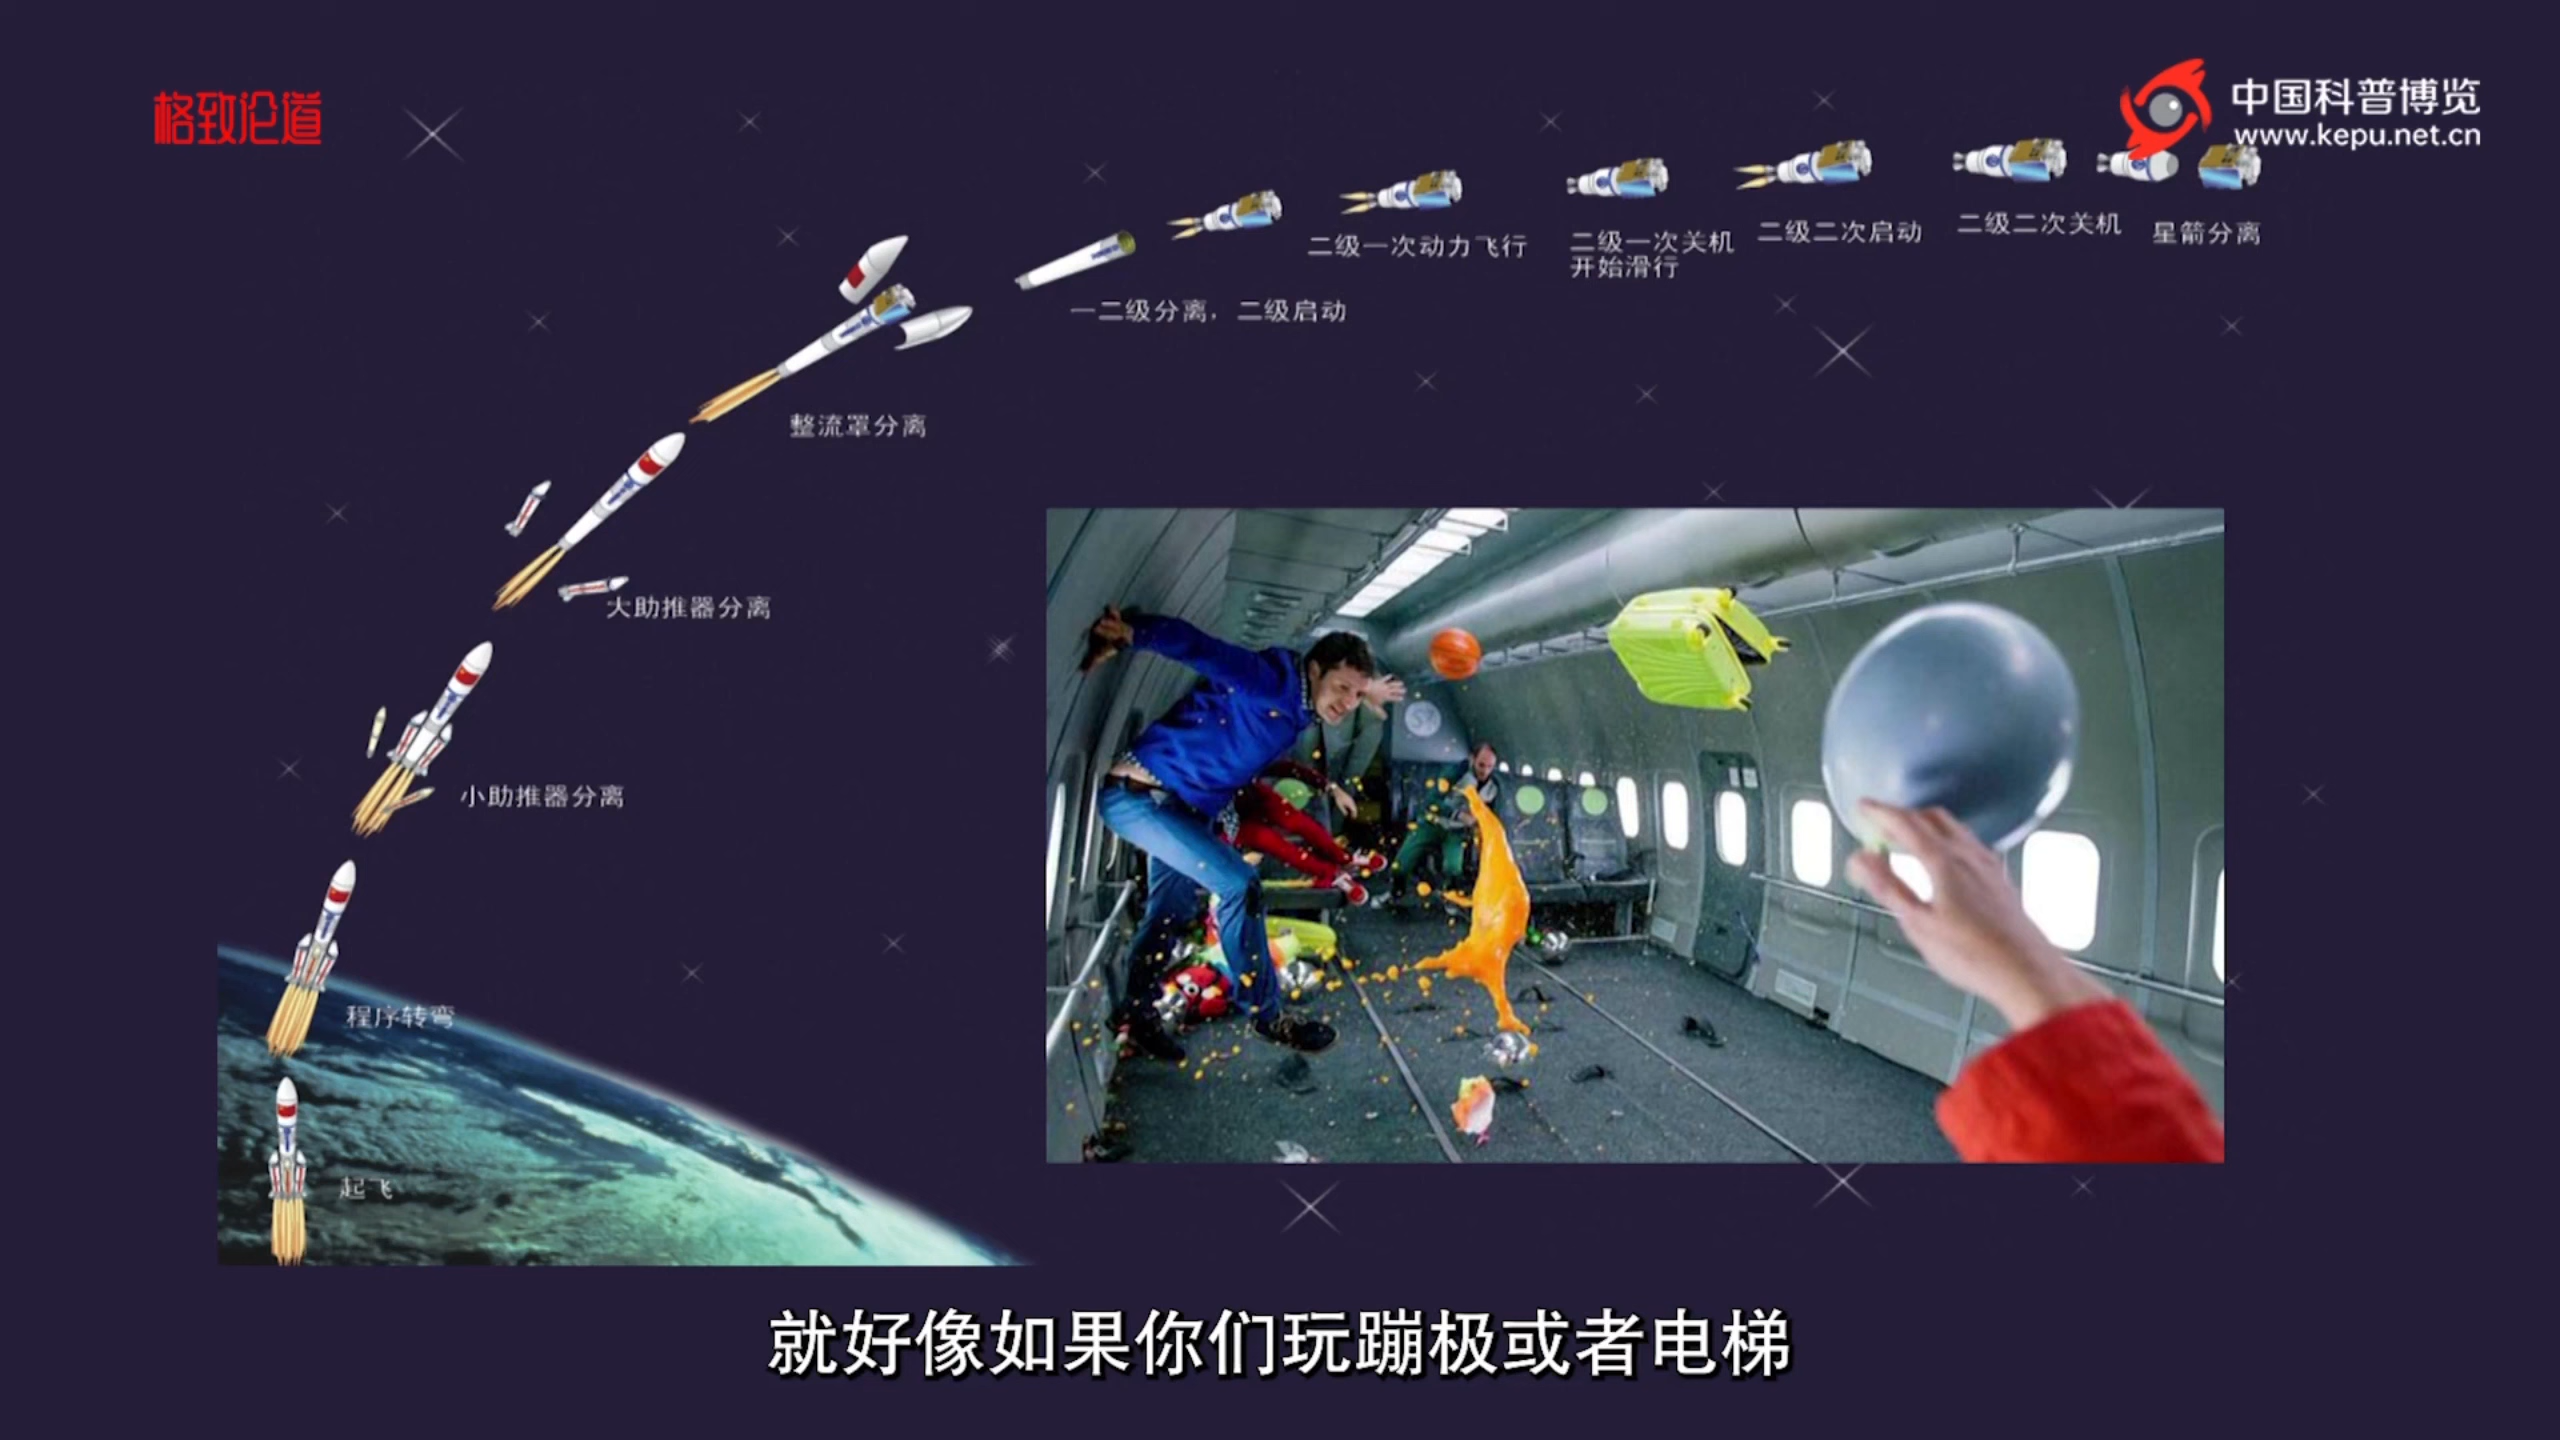 格致论道
中国科普博览
www.kepu.net.cn
二级一次动力飞行
二级一次关机
开始滑行
二级二次启动
二级二次关机
星箭分离
一二级分离，二级启动
整流罩分离
大助推器分离
小助推器分离
程序转弯
起飞
就好像如果你们玩蹦极或者电梯